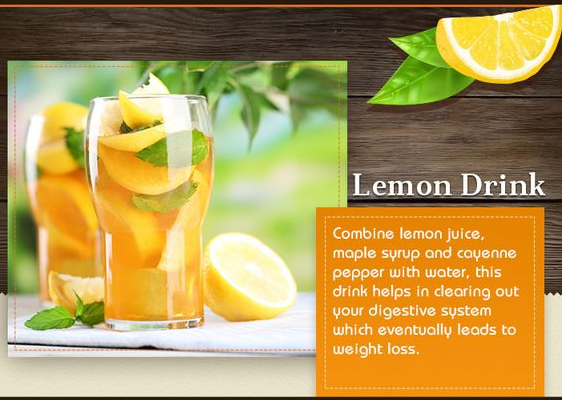 Lemon Drink
Combine lemon juice,
maple syrup and cayenne
pepper with water, this
drink helps in clearing out
your digestive system
which eventually leads to
weight loss.